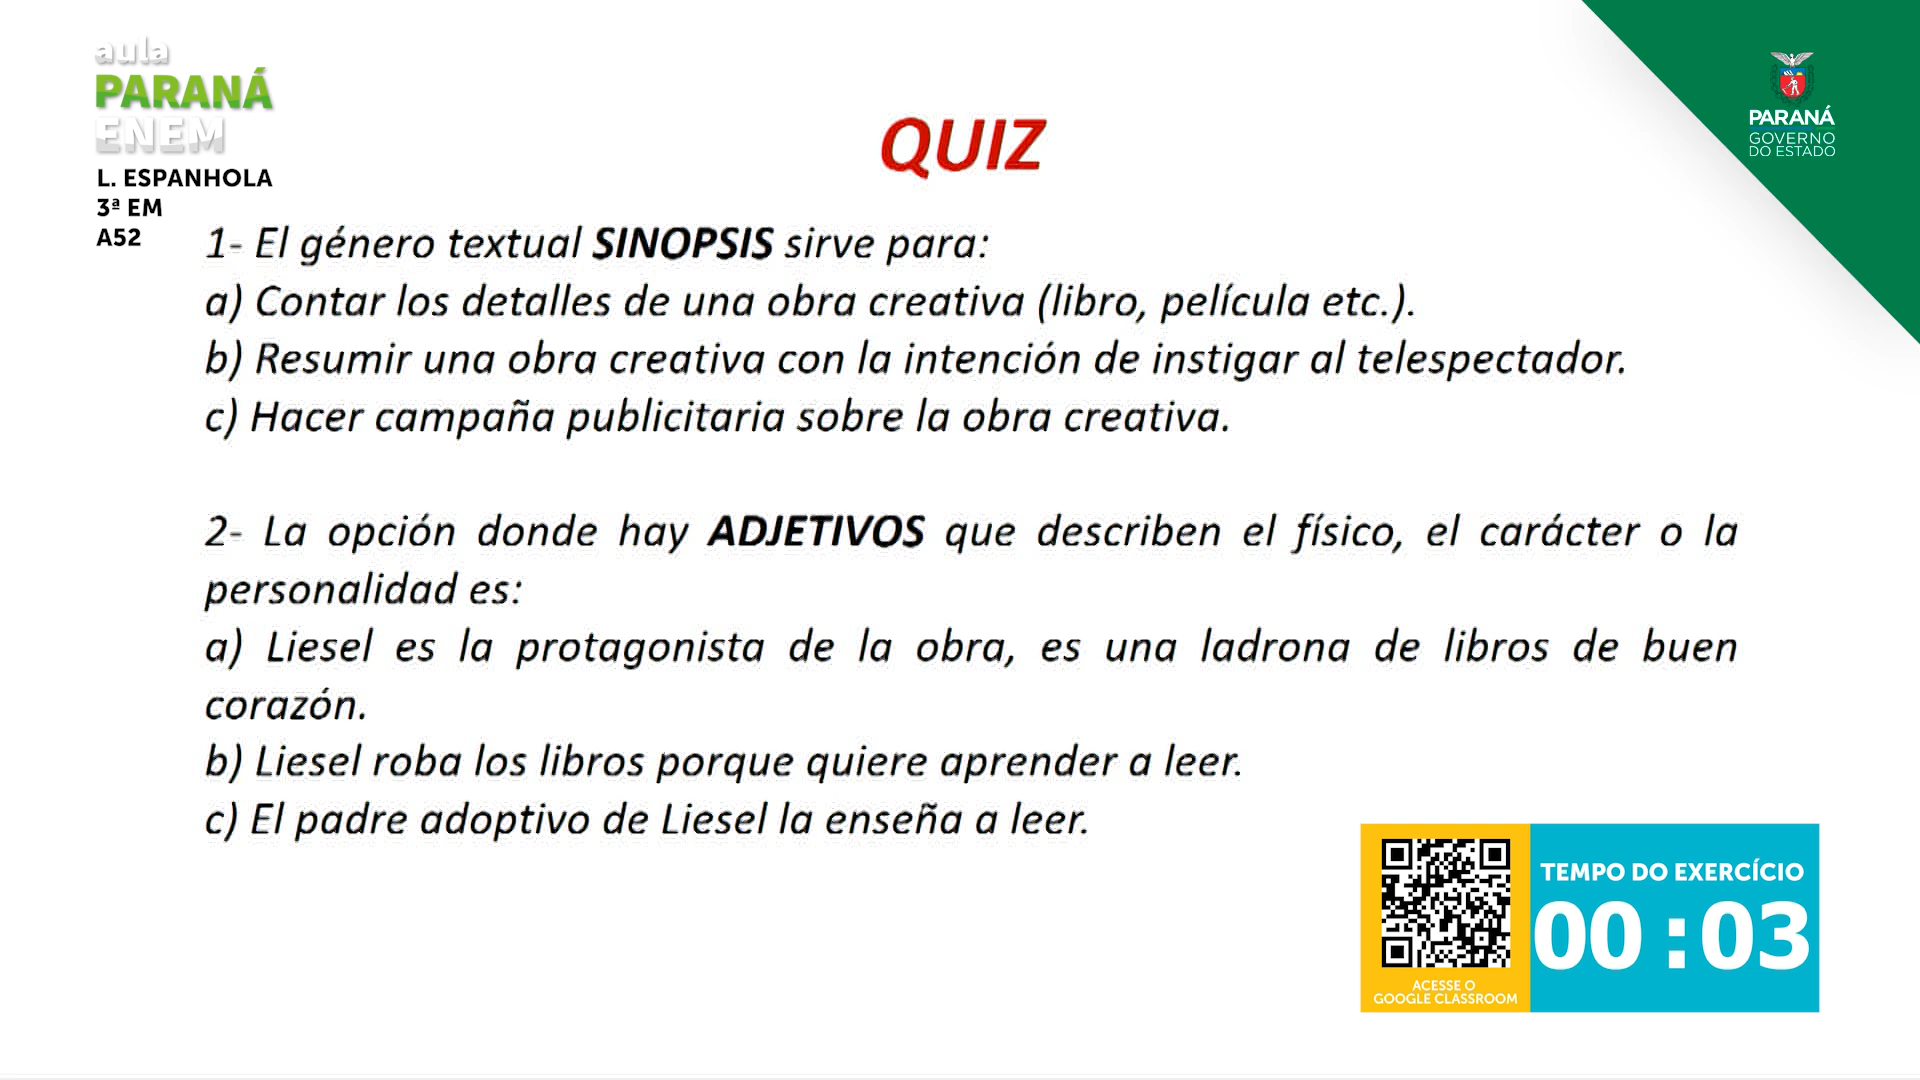 aula
PARANÁ
ENEM
L. ESPANHOLA
3ª EM
A52
PARANÁ
GOVERNO
DO ESTADO
QUIZ
1- El género textual SINOPSIS sirve para:
a) Contar los detalles de una obra creativa (libro, película etc.).
b) Resumir una obra creativa con la intención de instigar al telespectador.
c) Hacer campaña publicitaria sobre la obra creativa.
2- La opción donde hay ADJETIVOS que describen el físico, el carácter o la
personalidad es:
a) Liesel es la protagonista de la obra, es una ladrona de libros de buen
corazón.
b) Liesel roba los libros porque quiere aprender a leer.
c) El padre adoptivo de Liesel la enseña a leer.
ACESSE O
GOOGLE CLASSROOM
TEMPO DO EXERCÍCIO
00:03